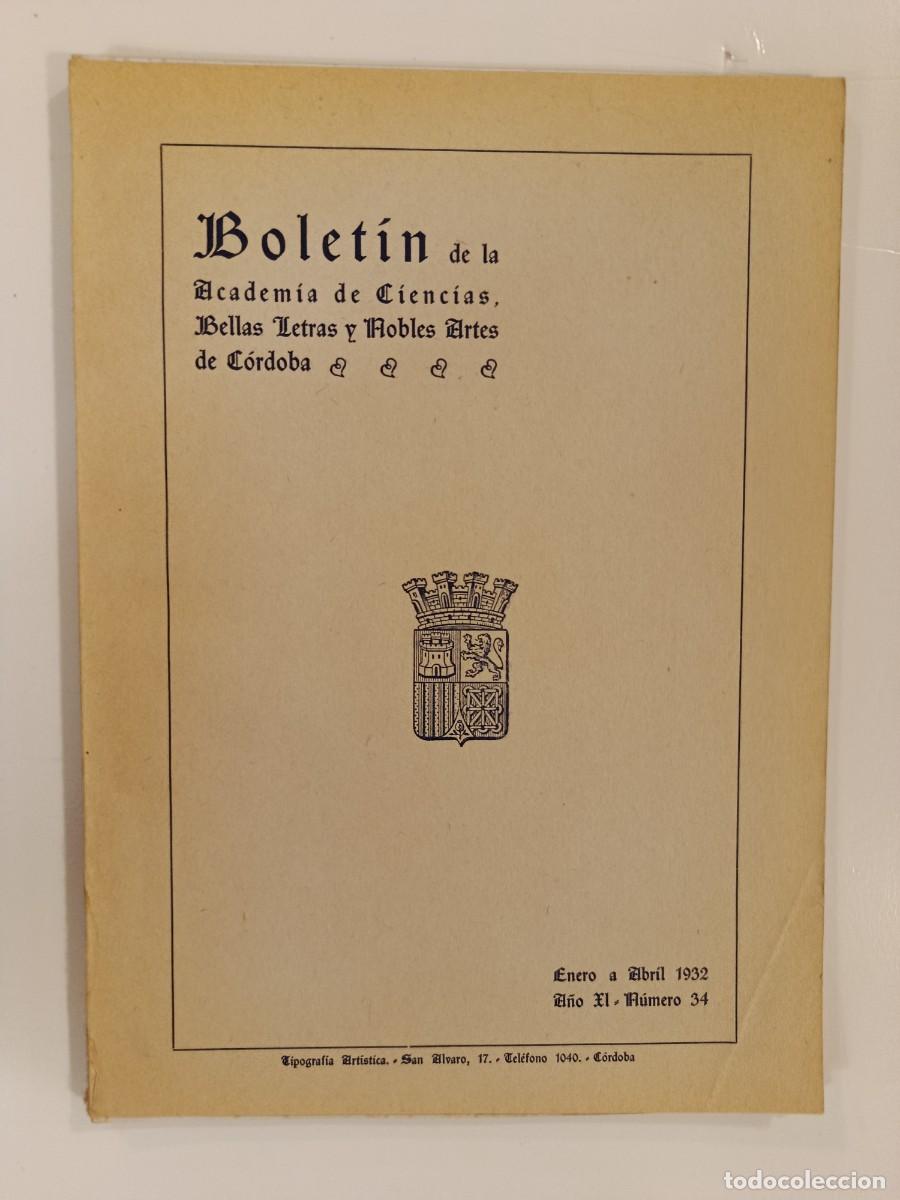 Boletín de la
Academia de Ciencias,
Bellas Letras y Nobles Artes
de Córdoba
Enero a Abril 1932
Año XI - Número 34
Tipografía Artística. - San Alvaro, 17. - Teléfono 1040. - Córdoba
todocoleccion